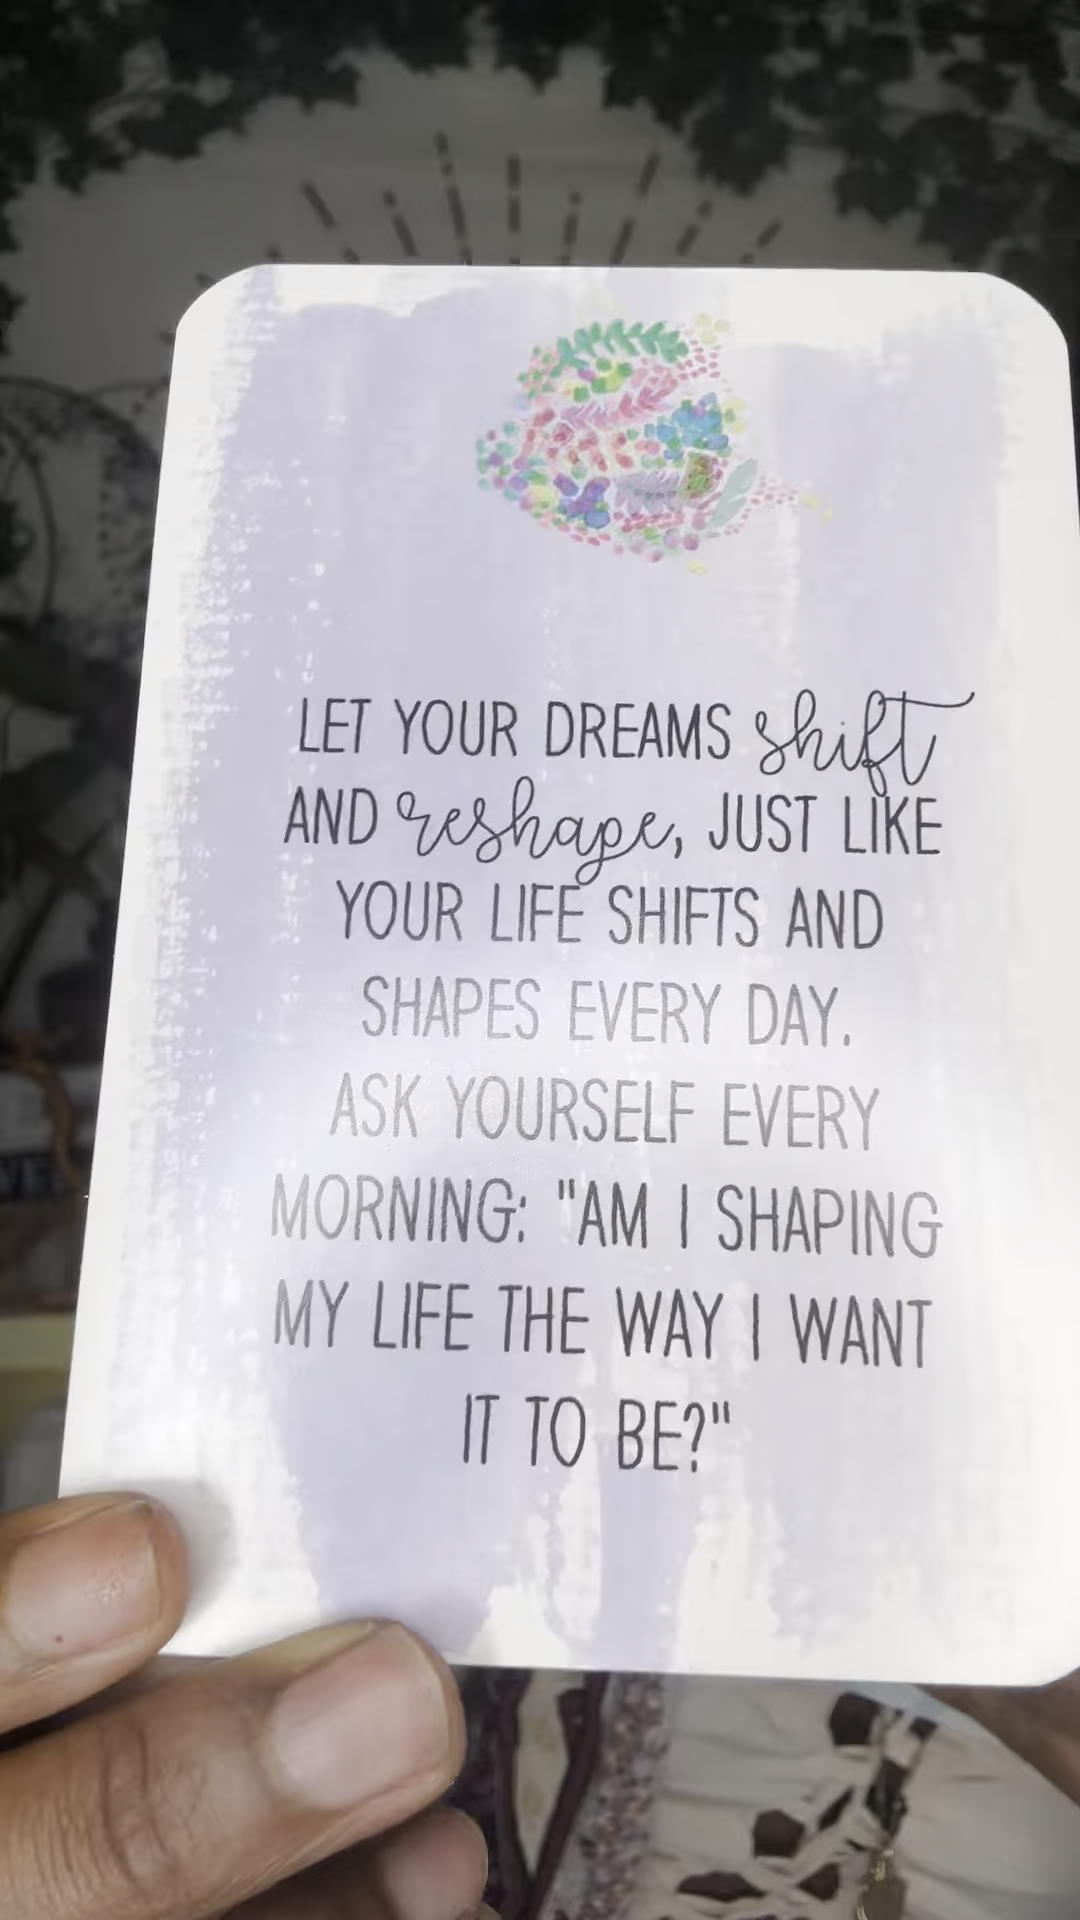 LET YOUR DREAMS shift
AND reshape, JUST LIKE
YOUR LIFE SHIFTS AND
SHAPES EVERY DAY.
ASK YOURSELF EVERY
MORNING: "AM I SHAPING
MY LIFE THE WAY I WANT
IT TO BE?"